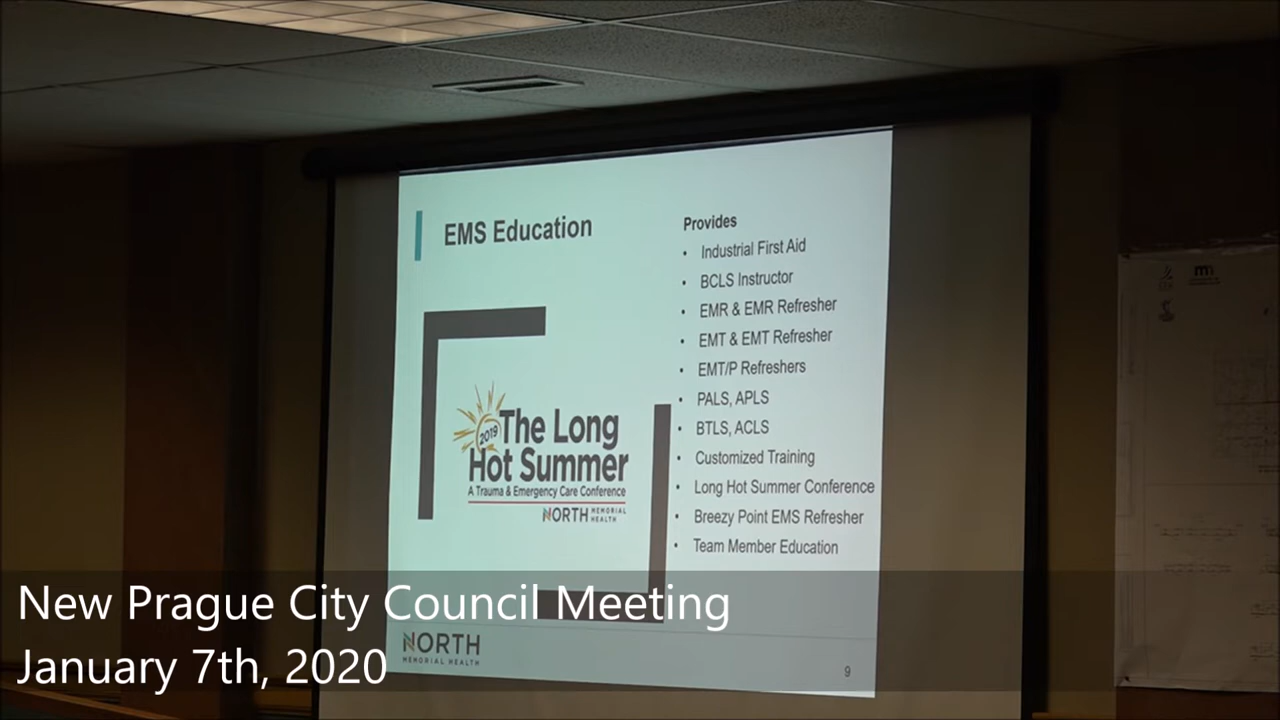 EMS Education
2019
The Long
Hot Summer
A Trauma & Emergency Care Conference
NORTH MEMORIAL HEALTH
Provides
• Industrial First Aid
• BCLS Instructor
• EMR & EMR Refresher
• EMT & EMT Refresher
• EMT/P Refreshers
• PALS, APLS
• BTLS, ACLS
• Customized Training
• Long Hot Summer Conference
• Breezy Point EMS Refresher
• Team Member Education
New Prague City Council Meeting
NORTH
MEMORIAL HEALTH
January 7th, 2020
9